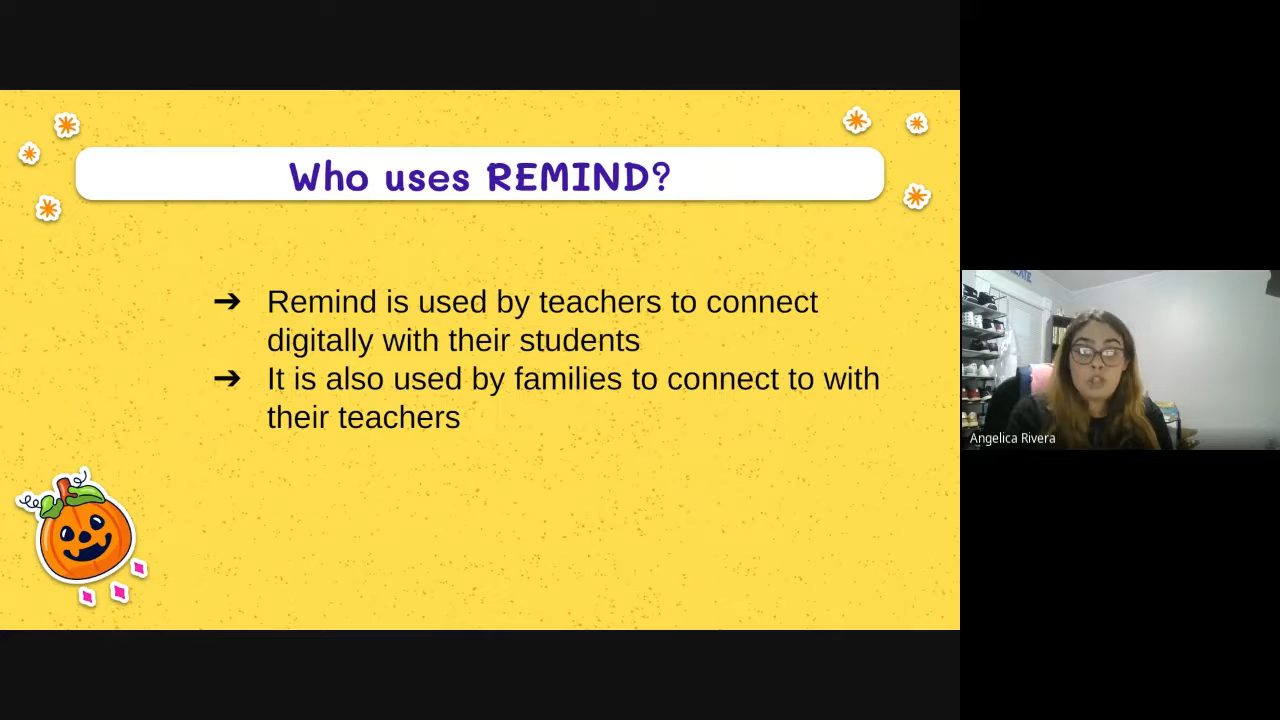 Who uses REMIND?
➔ Remind is used by teachers to connect
digitally with their students
➔ It is also used by families to connect to with
their teachers
Angelica Rivera